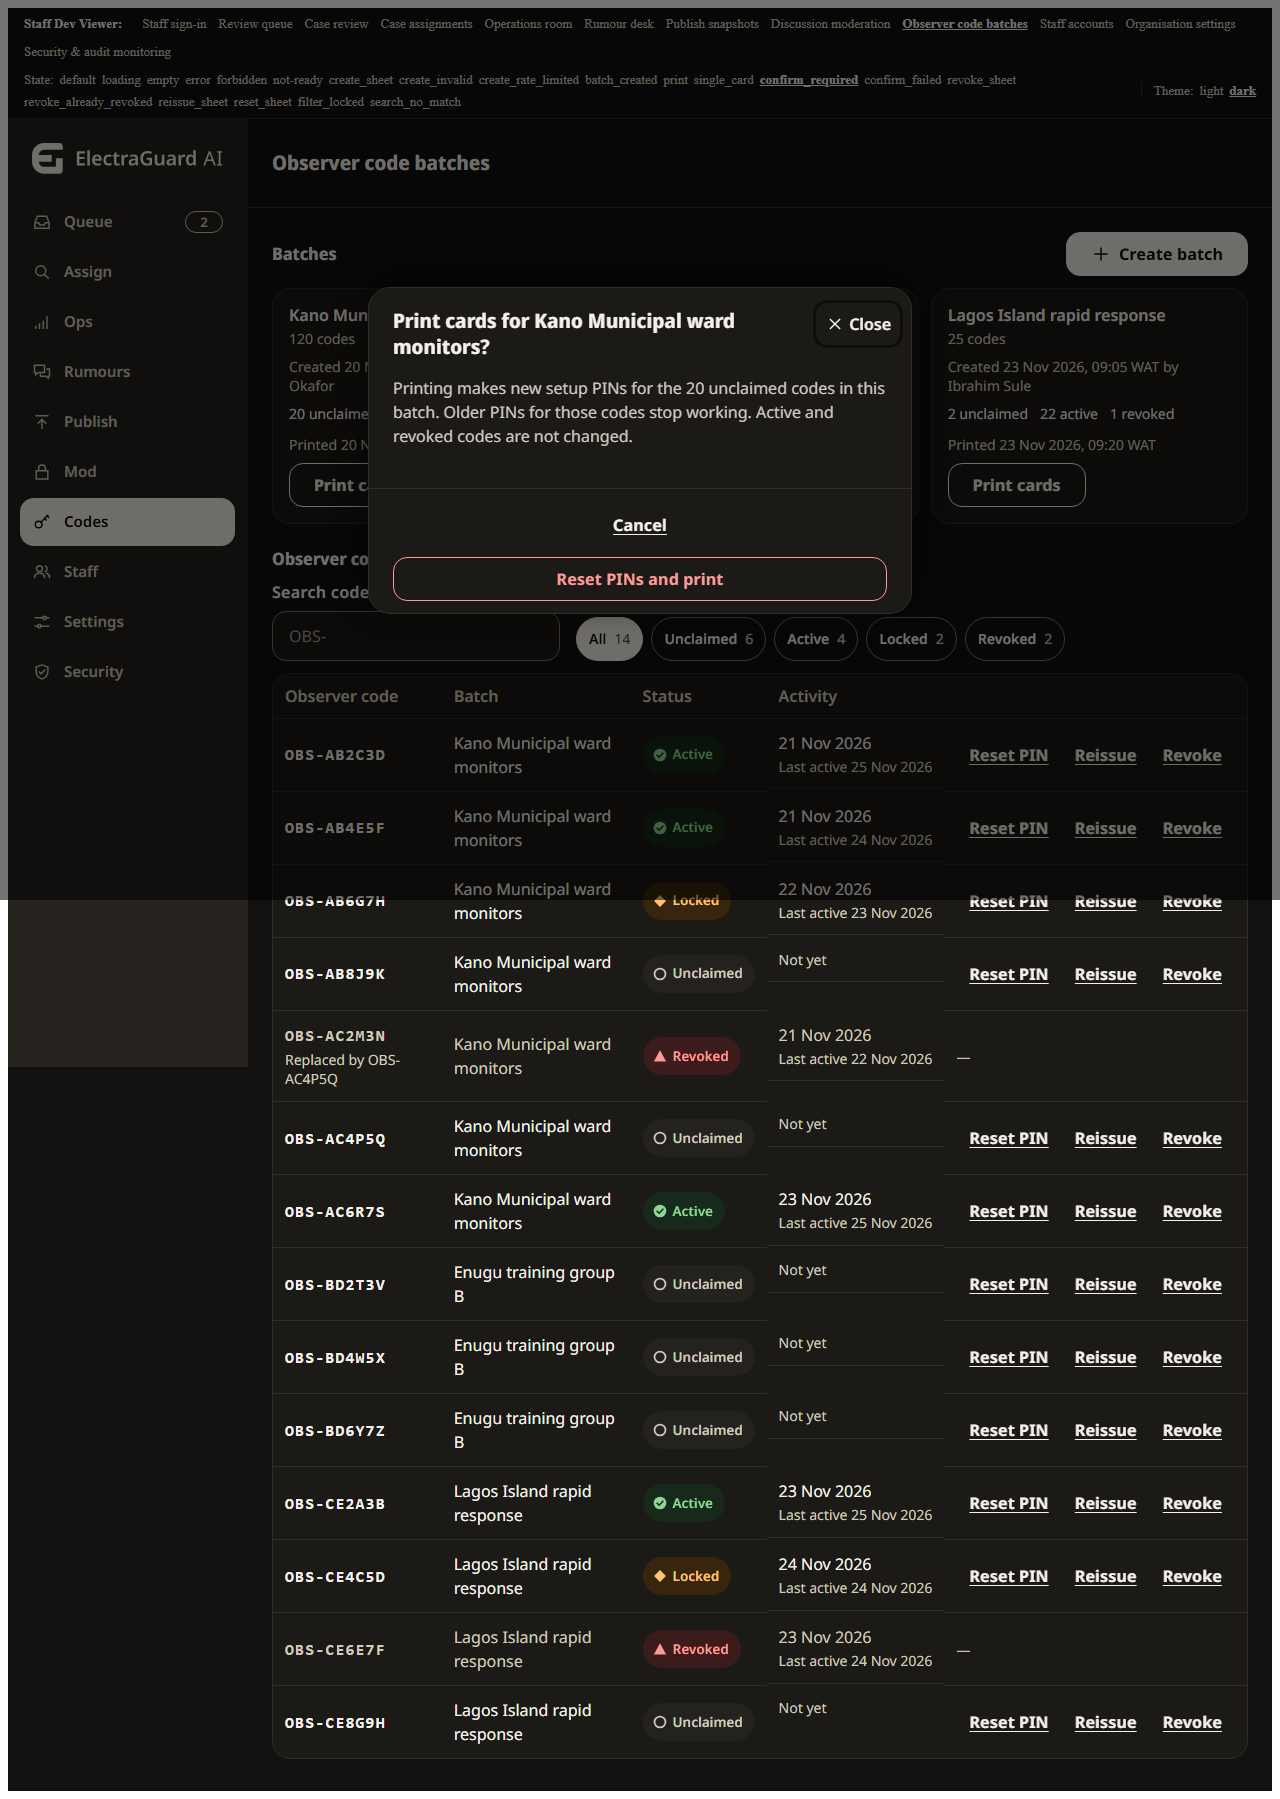 Staff Dev Viewer: Staff sign-in Review queue Case review Case assignments Operations room Rumour desk Publish snapshots Discussion moderation Observer code batches Staff accounts Organisation settings
Security & audit monitoring
State: default loading empty error forbidden not-ready create_sheet create_invalid create_rate_limited batch_created print single_card confirm_required confirm_failed revoke_sheet
revoke_already_revoked reissue_sheet reset_sheet filter_locked search_no_match
Theme: light dark
ElectraGuard AI
Queue 2
Assign
Ops
Rumours
Publish
Mod
Codes
Staff
Settings
Security
Observer code batches
Batches
Create batch
Kano Mun
120 codes
Created 20 N
Okafor
20 unclaime
Printed 20 N
Print ca
Lagos Island rapid response
25 codes
Created 23 Nov 2026, 09:05 WAT by
Ibrahim Sule
2 unclaimed 22 active 1 revoked
Printed 23 Nov 2026, 09:20 WAT
Print cards
Print cards for Kano Municipal ward
monitors?
Close
Printing makes new setup PINs for the 20 unclaimed codes in this
batch. Older PINs for those codes stop working. Active and
revoked codes are not changed.
Cancel
Reset PINs and print
Observer co
Search code
OBS-
All 14 Unclaimed 6 Active 4 Locked 2 Revoked 2
Observer code Batch Status Activity
OBS-AB2C3D Kano Municipal ward monitors Active 21 Nov 2026 Last active 25 Nov 2026 Reset PIN Reissue Revoke
OBS-AB4E5F Kano Municipal ward monitors Active 21 Nov 2026 Last active 24 Nov 2026 Reset PIN Reissue Revoke
OBS-AB6G7H Kano Municipal ward monitors Locked 22 Nov 2026 Last active 23 Nov 2026 Reset PIN Reissue Revoke
OBS-AB8J9K Kano Municipal ward monitors Unclaimed Not yet Reset PIN Reissue Revoke
OBS-AC2M3N Replaced by OBS-AC4P5Q Kano Municipal ward monitors Revoked 21 Nov 2026 Last active 22 Nov 2026 —
OBS-AC4P5Q Kano Municipal ward monitors Unclaimed Not yet Reset PIN Reissue Revoke
OBS-AC6R7S Kano Municipal ward monitors Active 23 Nov 2026 Last active 25 Nov 2026 Reset PIN Reissue Revoke
OBS-BD2T3V Enugu training group B Unclaimed Not yet Reset PIN Reissue Revoke
OBS-BD4W5X Enugu training group B Unclaimed Not yet Reset PIN Reissue Revoke
OBS-BD6Y7Z Enugu training group B Unclaimed Not yet Reset PIN Reissue Revoke
OBS-CE2A3B Lagos Island rapid response Active 23 Nov 2026 Last active 25 Nov 2026 Reset PIN Reissue Revoke
OBS-CE4C5D Lagos Island rapid response Locked 24 Nov 2026 Last active 24 Nov 2026 Reset PIN Reissue Revoke
OBS-CE6E7F Lagos Island rapid response Revoked 23 Nov 2026 Last active 24 Nov 2026 —
OBS-CE8G9H Lagos Island rapid response Unclaimed Not yet Reset PIN Reissue Revoke